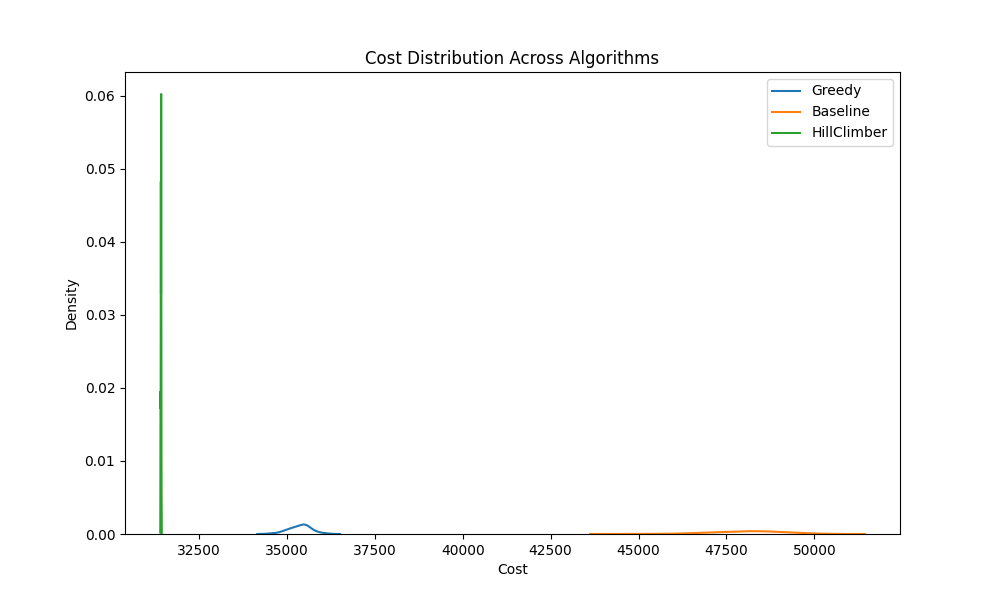 Cost Distribution Across Algorithms
Greedy
Baseline
HillClimber
0.06
0.05
0.04
0.03
0.02
0.01
0.00
Density
32500 35000 37500 40000 42500 45000 47500 50000
Cost